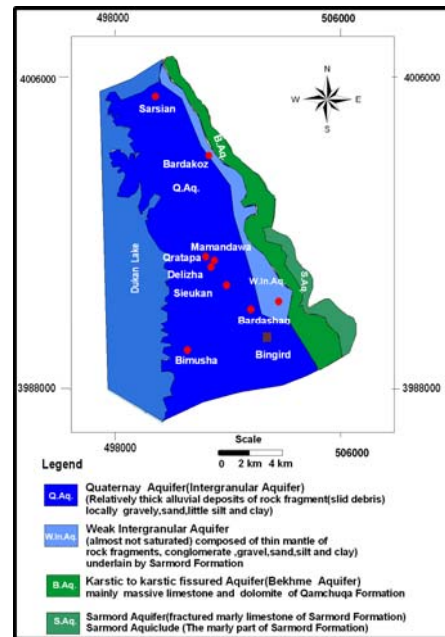 498000 506000
4006000 4006000
N
W E
S
Sarsian
B.Aq.
Bardakoz
Q.Aq.
Dukan Lake
Mamandawa
Qratapa
W.In.Aq.
S.Aq.
Delizha
Sieukan
Bardashan
Bimusha
Bingird
3988000 3988000
498000 506000
Scale
0 2 km 4 km
Legend
Q.Aq.
Quaternay Aquifer(Intergranular Aquifer)
(Relatively thick alluvial deposits of rock fragment(slid debris)
locally gravely,sand,little silt and clay)
W.In.Aq.
Weak Intergranular Aquifer
(almost not saturated) composed of thin mantle of
rock fragments, conglomerate ,gravel,sand,silt and clay)
underlain by Sarmord Formation
B.Aq.
Karstic to karstic fissured Aquifer(Bekhme Aquifer)
mainly massive limestone and dolomite of Qamchuqa Formation
S.Aq.
Sarmord Aquifer(fractured marly limestone of Sarmord Formation)
Sarmord Aquiclude (The marly part of Sarmord Formation)